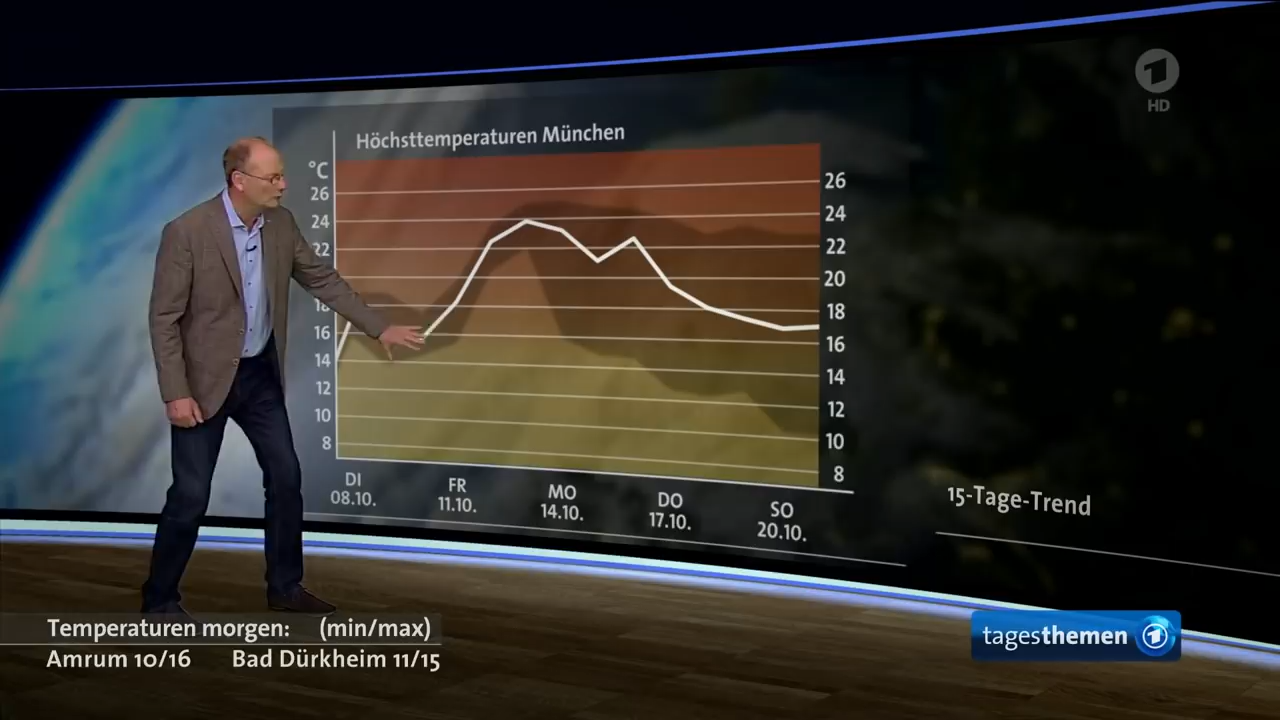 HD
Höchsttemperaturen München
°C
26 26
24 24
22 22
20
18 18
16 16
14 14
12 12
10 10
8 8
DI FR MO DO SO
08.10. 11.10. 14.10. 17.10. 20.10.
15-Tage-Trend
Temperaturen morgen: (min/max)
Amrum 10/16 Bad Dürkheim 11/15
tagesthemen